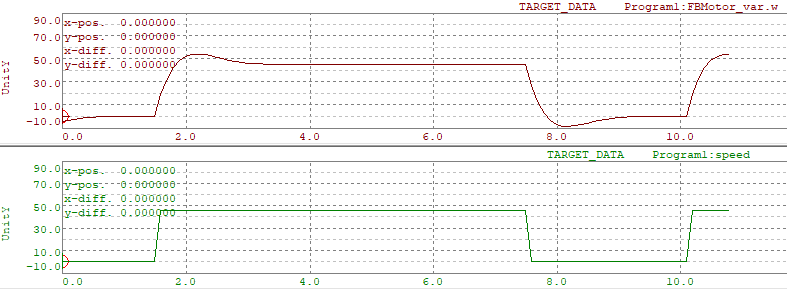 TARGET_DATA Program1:FBMotor_var.w
90.0 x-pos. 0.000000
y-pos. 0.000000
70.0
x-diff. 0.000000
50.0 y-diff. 0.000000
UnitY
30.0
10.0
-10.0
0.0 2.0 4.0 6.0 8.0 10.0
TARGET_DATA Program1:speed
90.0 x-pos. 0.000000
70.0 y-pos. 0.000000
x-diff. 0.000000
50.0 y-diff. 0.000000
UnitY
30.0
10.0
-10.0
0.0 2.0 4.0 6.0 8.0 10.0